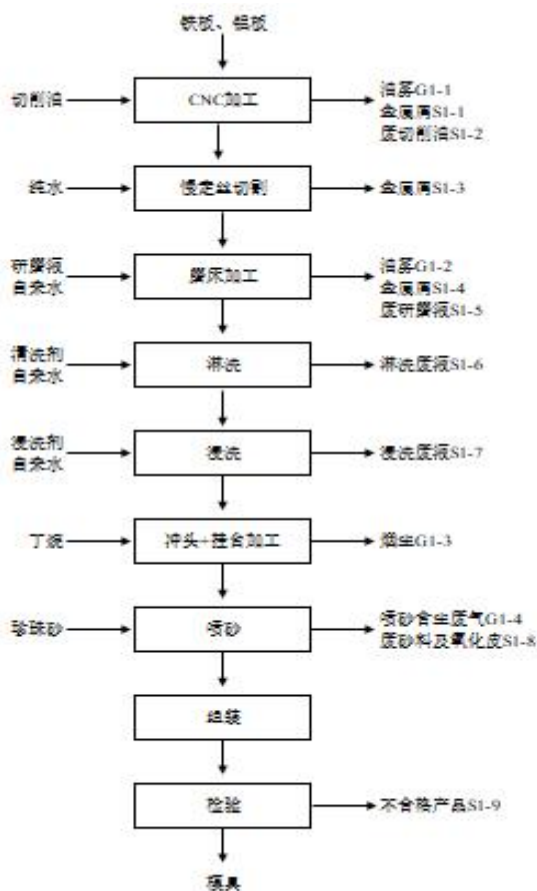 铁板、铝板
切削油
CNC加工
油雾G1-1
金属屑S1-1
废切削油S1-2
纯水
慢走丝切割
金属屑S1-3
研磨液
自来水
磨床加工
油雾G1-2
金属屑S1-4
废研磨液S1-5
清洗剂
自来水
淋洗
淋洗废液S1-6
浸洗剂
自来水
浸洗
浸洗废液S1-7
丁烷
冲头+接合加工
烟尘G1-3
珍珠砂
喷砂
喷砂含尘废气G1-4
废砂料及氧化皮S1-8
组装
检验
不合格产品S1-9
模具